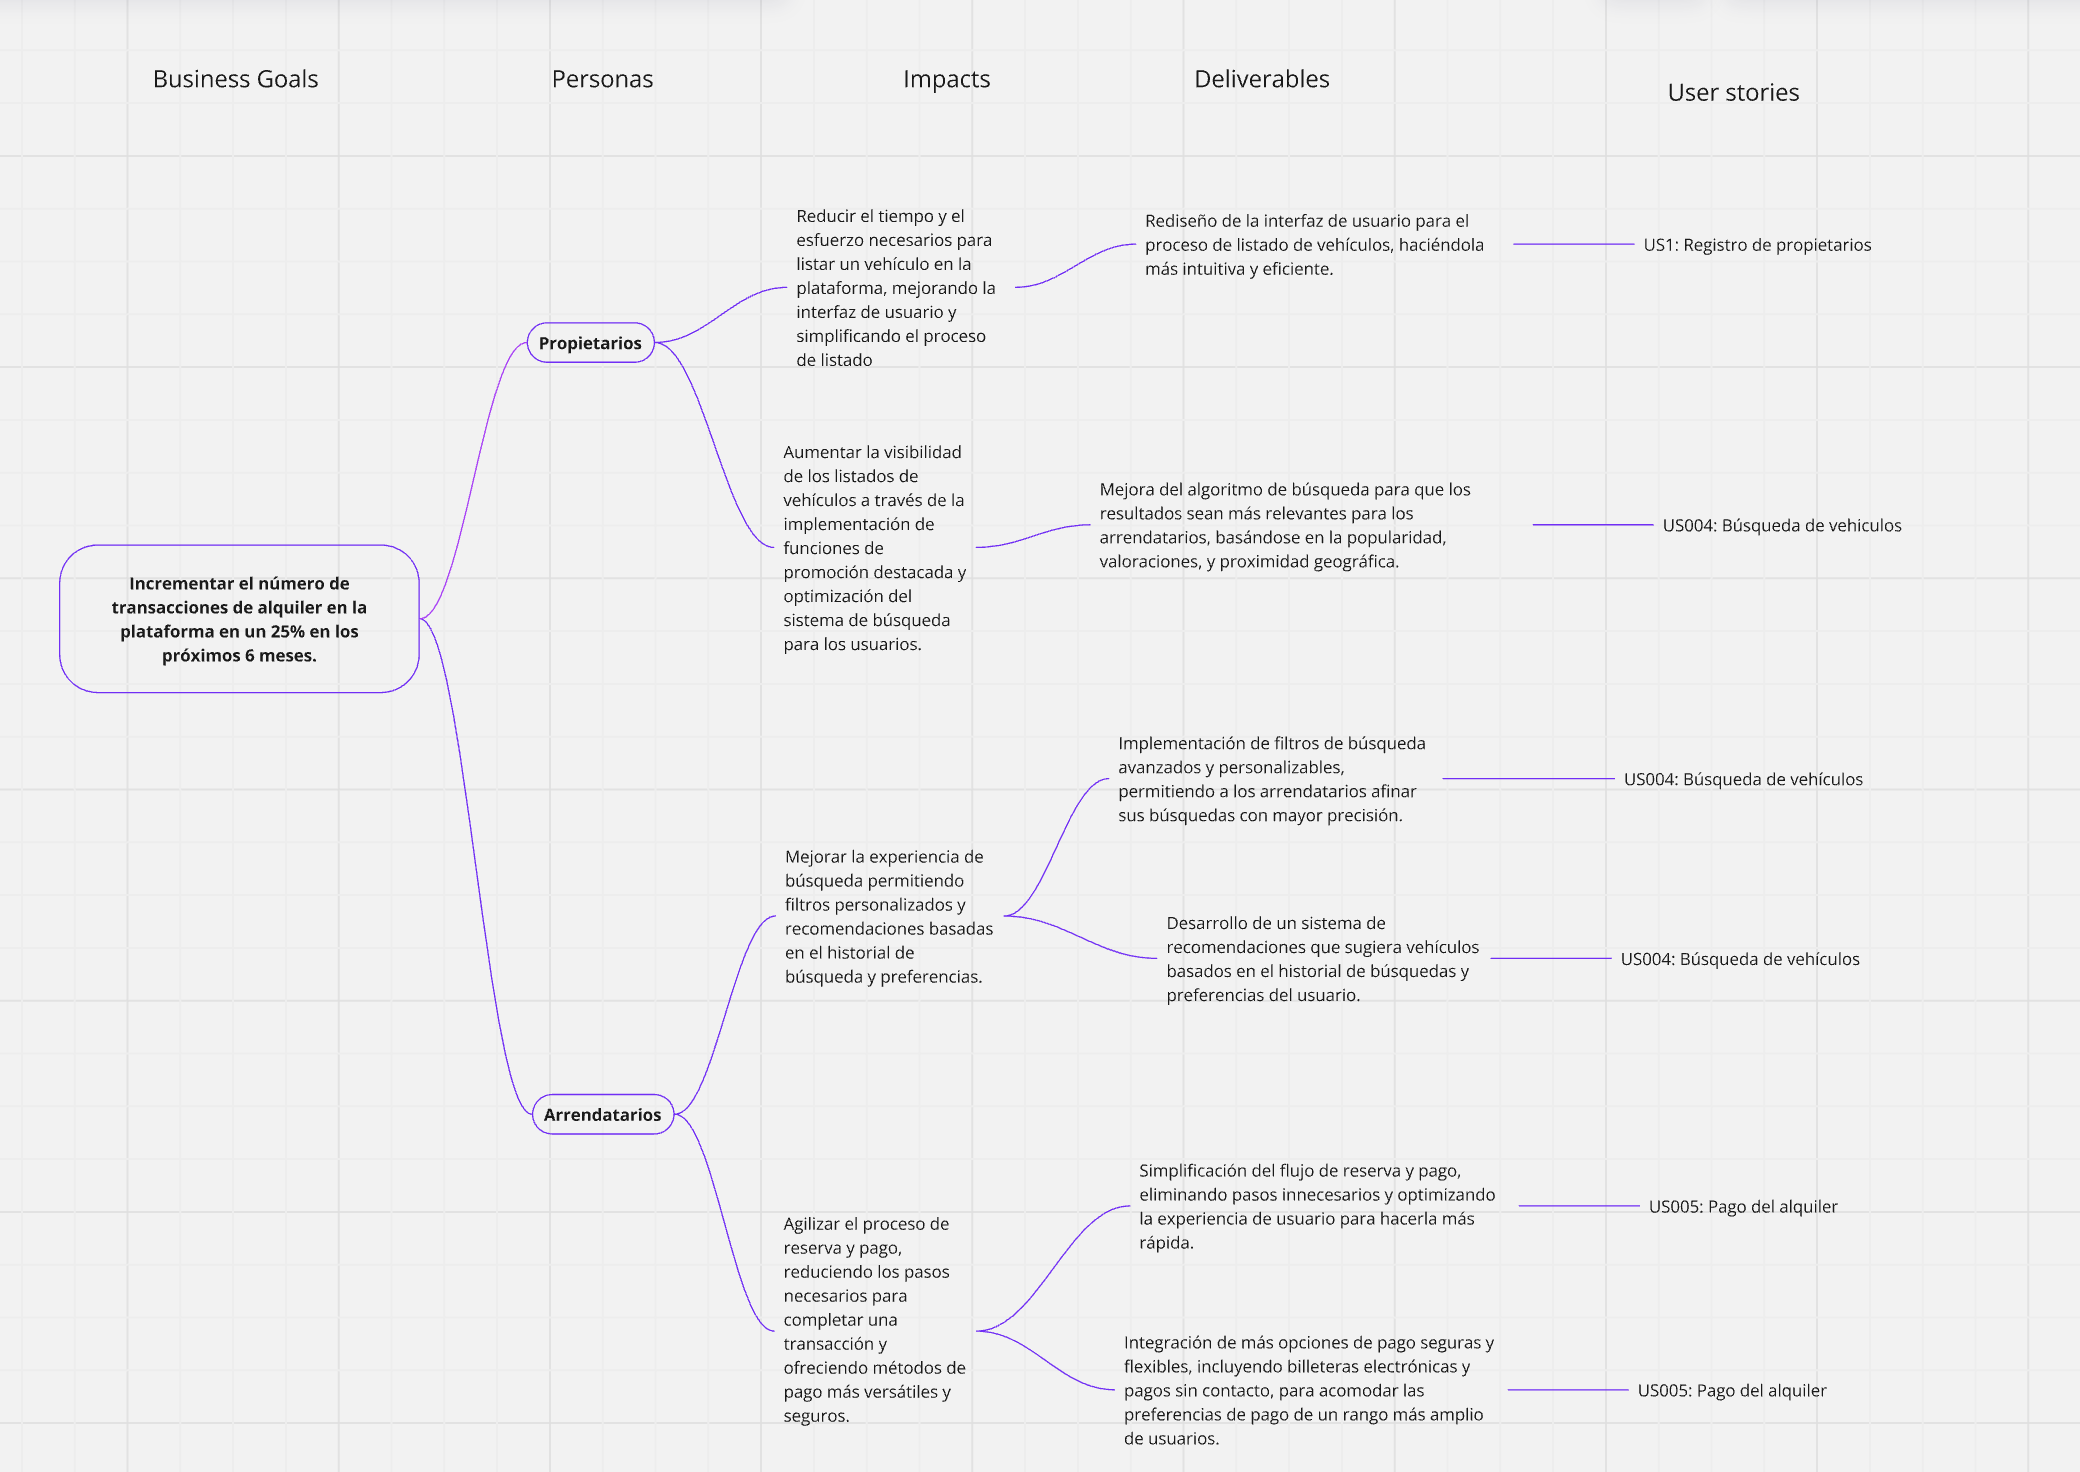 Business Goals
Personas
Impacts
Deliverables
User stories
Incrementar el número de
transacciones de alquiler en la
plataforma en un 25% en los
próximos 6 meses.
Propietarios
Reducir el tiempo y el
esfuerzo necesarios para
listar un vehículo en la
plataforma, mejorando la
interfaz de usuario y
simplificando el proceso
de listado
Rediseño de la interfaz de usuario para el
proceso de listado de vehículos, haciéndola
más intuitiva y eficiente.
US1: Registro de propietarios
Aumentar la visibilidad
de los listados de
vehículos a través de la
implementación de
funciones de
promoción destacada y
optimización del
sistema de búsqueda
para los usuarios.
Mejora del algoritmo de búsqueda para que los
resultados sean más relevantes para los
arrendatarios, basándose en la popularidad,
valoraciones, y proximidad geográfica.
US004: Búsqueda de vehiculos
Arrendatarios
Mejorar la experiencia de
búsqueda permitiendo
filtros personalizados y
recomendaciones basadas
en el historial de
búsqueda y preferencias.
Implementación de filtros de búsqueda
avanzados y personalizables,
permitiendo a los arrendatarios afinar
sus búsquedas con mayor precisión.
US004: Búsqueda de vehículos
Desarrollo de un sistema de
recomendaciones que sugiera vehículos
basados en el historial de búsquedas y
preferencias del usuario.
US004: Búsqueda de vehículos
Agilizar el proceso de
reserva y pago,
reduciendo los pasos
necesarios para
completar una
transacción y
ofreciendo métodos de
pago más versátiles y
seguros.
Simplificación del flujo de reserva y pago,
eliminando pasos innecesarios y optimizando
la experiencia de usuario para hacerla más
rápida.
US005: Pago del alquiler
Integración de más opciones de pago seguras y
flexibles, incluyendo billeteras electrónicas y
pagos sin contacto, para acomodar las
preferencias de pago de un rango más amplio
de usuarios.
US005: Pago del alquiler